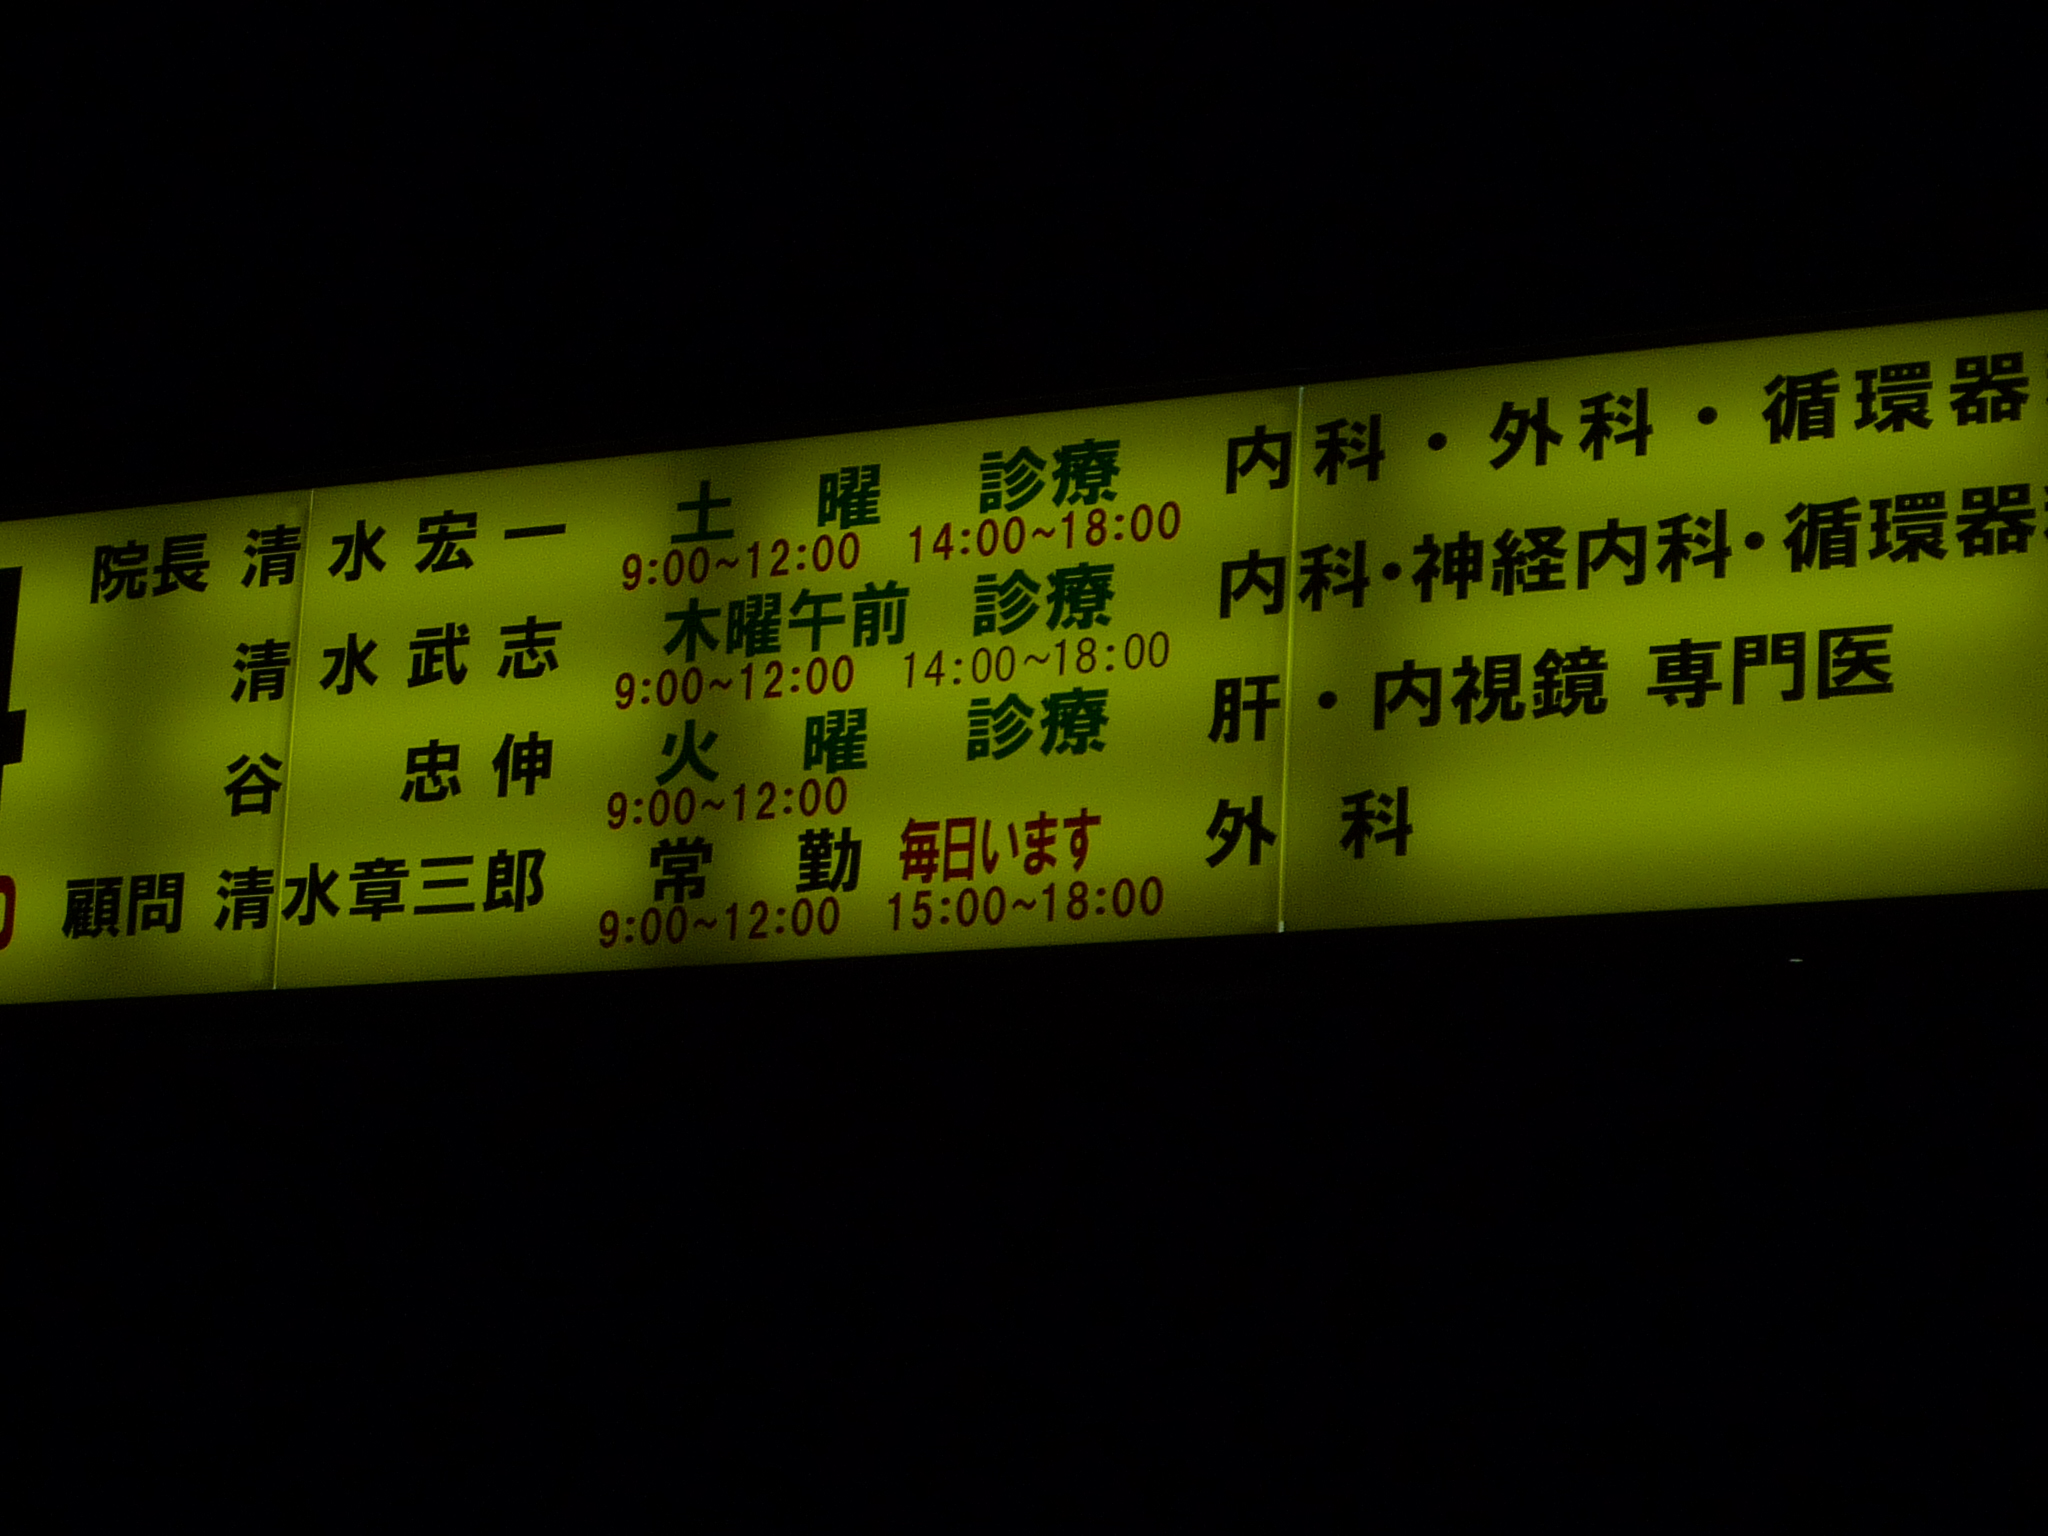 院長 清水宏一 土曜 診療 内科・外科・循環器
9:00~12:00 14:00~18:00
清水武志 木曜午前 診療 内科・神経内科・循環器
9:00~12:00 14:00~18:00
谷 忠伸 火曜 診療 肝・内視鏡 専門医
9:00~12:00
顧問 清水章三郎 常勤 毎日います 外科
9:00~12:00 15:00~18:00